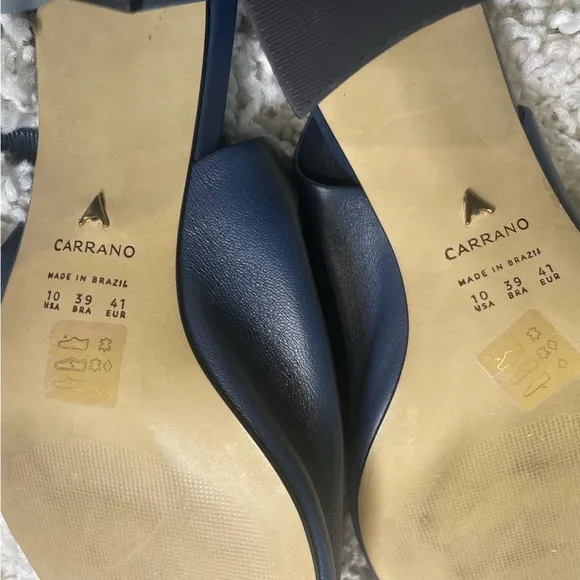 CARRANO
MADE IN BRAZIL
10 39 41
USA BRA EUR
CARRANO
MADE IN BRAZIL
10 39 41
USA BRA EUR